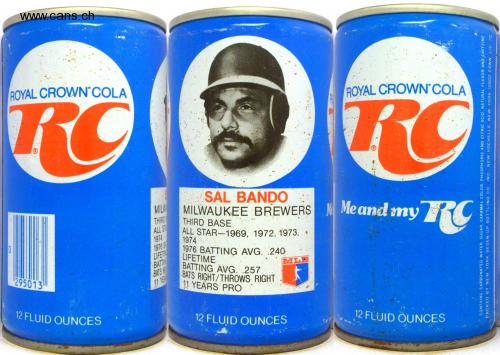 www.cans.ch
ROYAL CROWN COLA
RC
295013
12 FLUID OUNCES
SAL BANDO
MILWAUKEE BREWERS
THIRD BASE
ALL STAR—1969, 1972, 1973,
1974
1976 BATTING AVG. .240
LIFETIME
BATTING AVG. .257
BATS RIGHT/THROWS RIGHT
11 YEARS PRO
12 FLUID OUNCES
ROYAL CROWN COLA
RC
Me and my RC
12 FLUID OUNCES